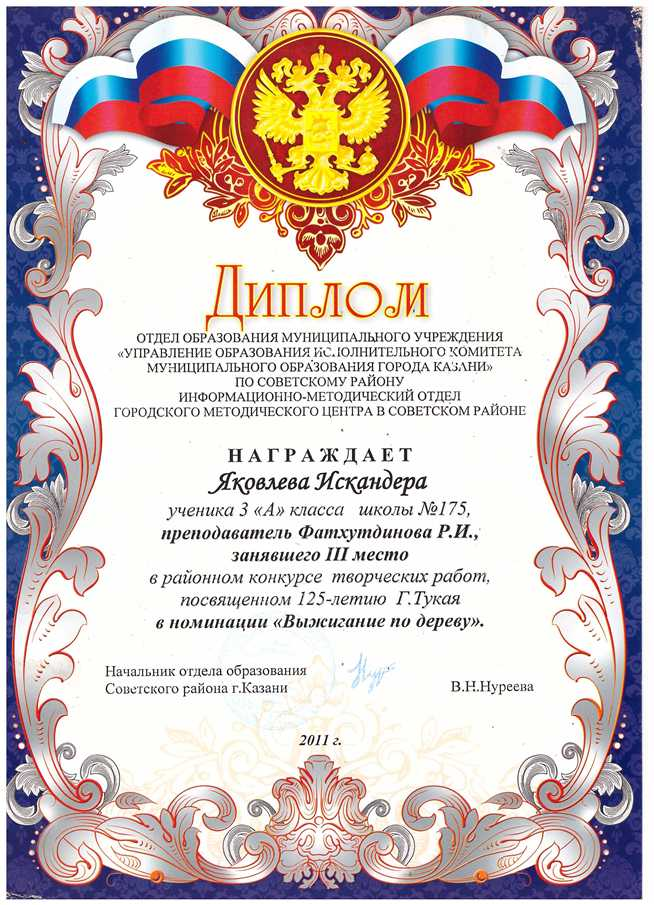 Диплом
ОТДЕЛ ОБРАЗОВАНИЯ МУНИЦИПАЛЬНОГО УЧРЕЖДЕНИЯ
«УПРАВЛЕНИЕ ОБРАЗОВАНИЯ ИСПОЛНИТЕЛЬНОГО КОМИТЕТА
МУНИЦИПАЛЬНОГО ОБРАЗОВАНИЯ ГОРОДА КАЗАНИ»
ПО СОВЕТСКОМУ РАЙОНУ
ИНФОРМАЦИОННО-МЕТОДИЧЕСКИЙ ОТДЕЛ
ГОРОДСКОГО МЕТОДИЧЕСКОГО ЦЕНТРА В СОВЕТСКОМ РАЙОНЕ
НАГРАЖДАЕТ
Яковлева Искандера
ученика 3 «А» класса школы №175,
преподаватель Фатхутдинова Р.И.,
занявшего III место
в районном конкурсе творческих работ,
посвященном 125-летию Г.Тукая
в номинации «Выжигание по дереву».
Начальник отдела образования
Советского района г.Казани В.Н.Нуреева
2011 г.